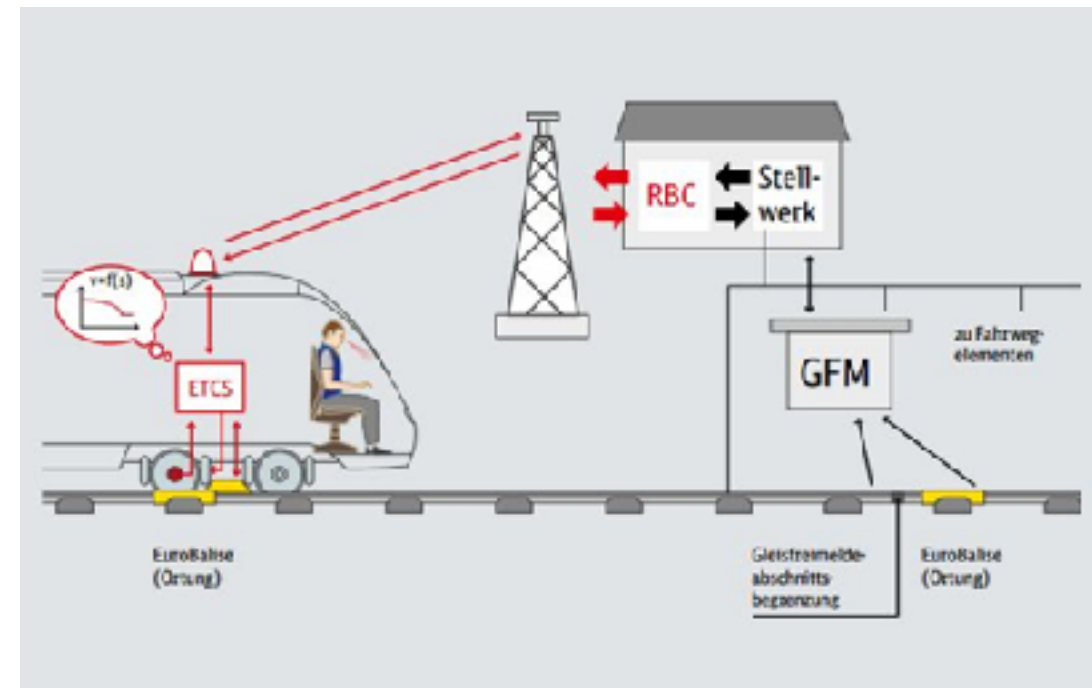 v=f(s)
ETCS
RBC
Stell-
werk
GFM
zu Fahrweg-
elementen
EuroBalise
(Ortung)
Gleisfreimelde-
abschnitts-
begrenzung
EuroBalise
(Ortung)